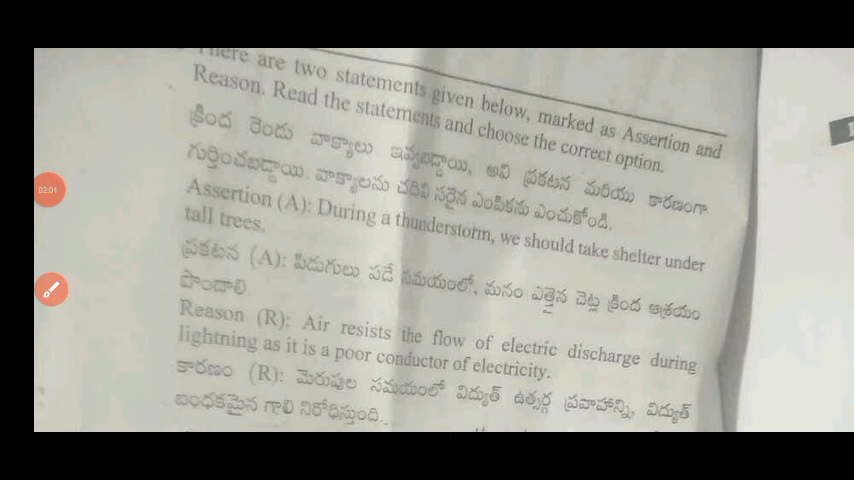 There are two statements given below, marked as Assertion and
Reason. Read the statements and choose the correct option.
క్రింద రెండు వాక్యాలు ఇవ్వబడ్డాయి, అవి ప్రకటన మరియు కారణంగా
గుర్తించబడ్డాయి. వాక్యాలను చదివి సరైన ఎంపికను ఎంచుకోండి.
Assertion (A): During a thunderstorm, we should take shelter under
tall trees.
ప్రకటన (A): పిడుగులు పడే సమయంలో, మనం ఎత్తైన చెట్ల క్రింద ఆశ్రయం
పొందాలి.
Reason (R): Air resists the flow of electric discharge during
lightning as it is a poor conductor of electricity.
కారణం (R): మెరుపుల సమయంలో విద్యుత్ ఉత్సర్గ ప్రవాహాన్ని, విద్యుత్
బంధకమైన గాలి నిరోధిస్తుంది.
02:01